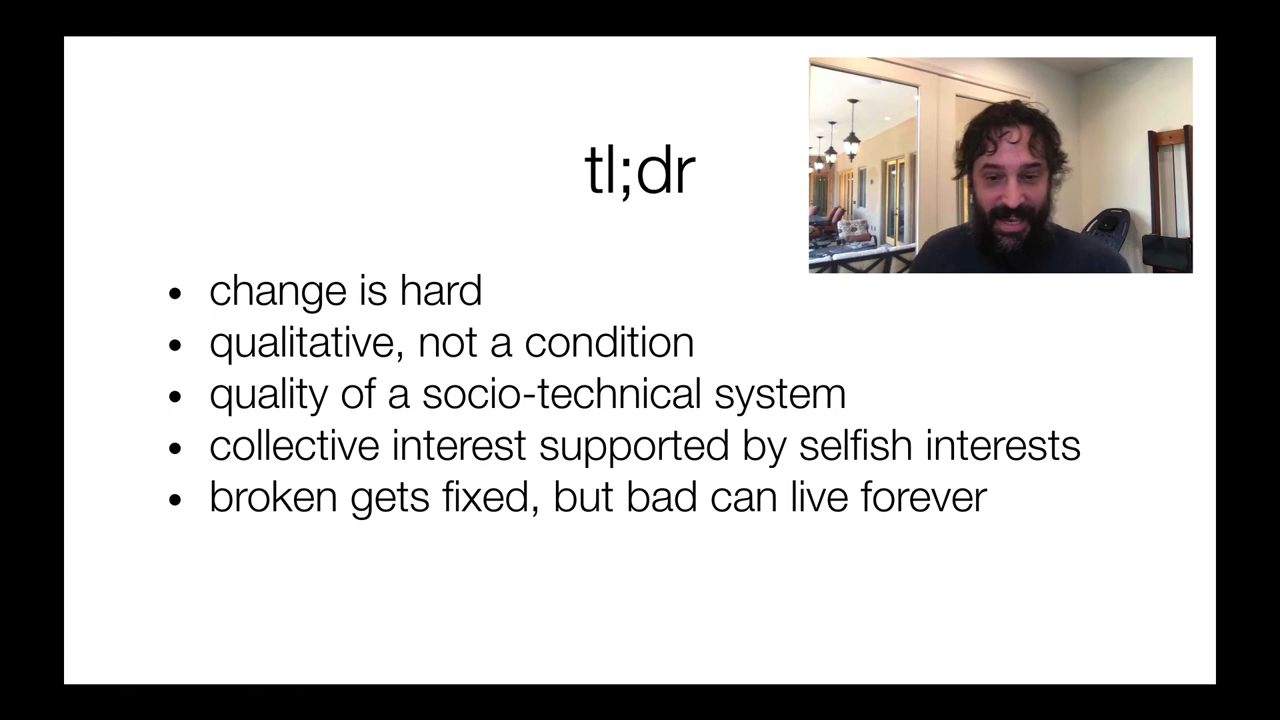 tl;dr
• change is hard
• qualitative, not a condition
• quality of a socio-technical system
• collective interest supported by selfish interests
• broken gets fixed, but bad can live forever